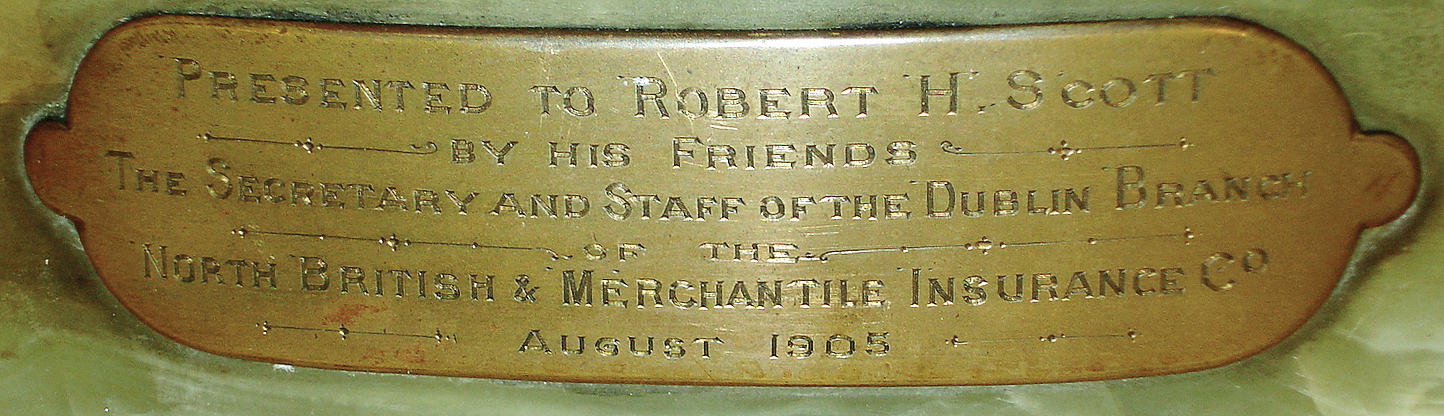 PRESENTED TO ROBERT H. SCOTT
BY HIS FRIENDS
THE SECRETARY AND STAFF OF THE DUBLIN BRANCH
OF THE
NORTH BRITISH & MERCHANTILE INSURANCE CO
AUGUST 1905